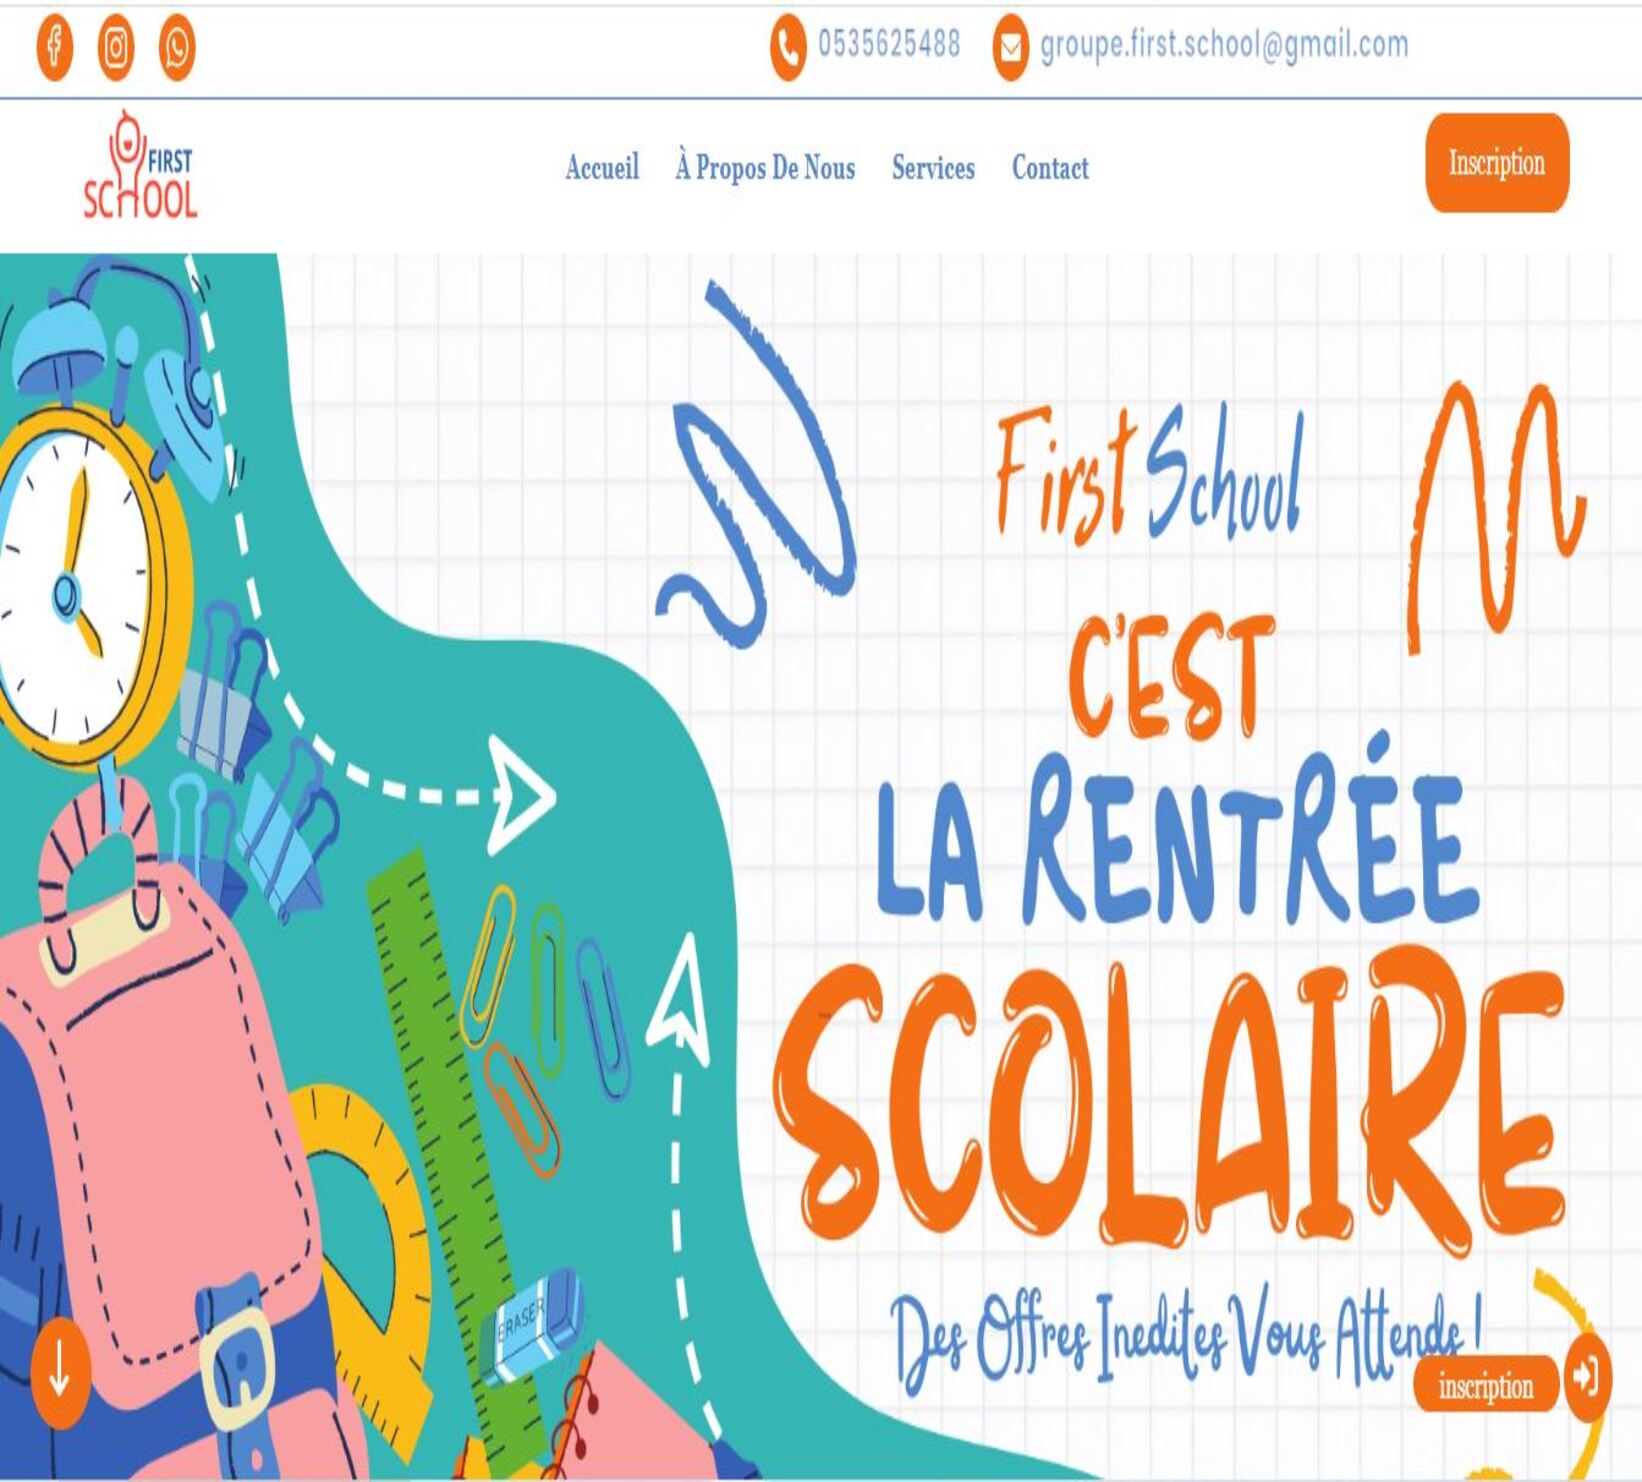 0535625488 groupe.first.school@gmail.com
FIRST
SCHOOL
Accueil À Propos De Nous Services Contact
Inscription
First School
C'EST
LA RENTRÉE
SCOLAIRE
Des Offres Inedites Vous Attends !
inscription
ERASER